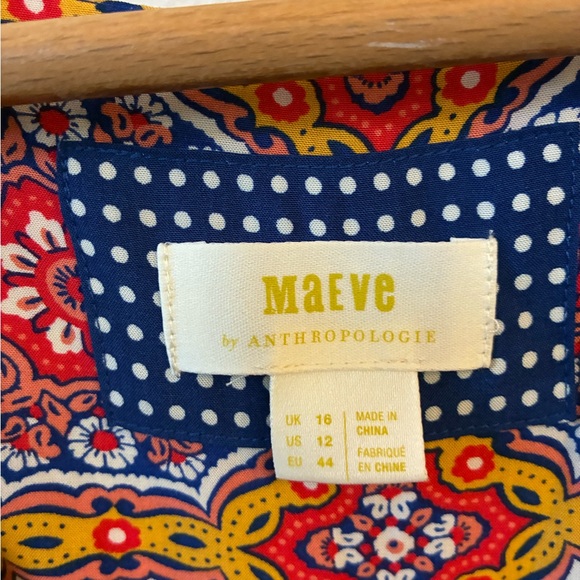 MaEve
by ANTHROPOLOGIE
UK 16
US 12
EU 44
MADE IN
CHINA
FABRIQUÉ
EN CHINE